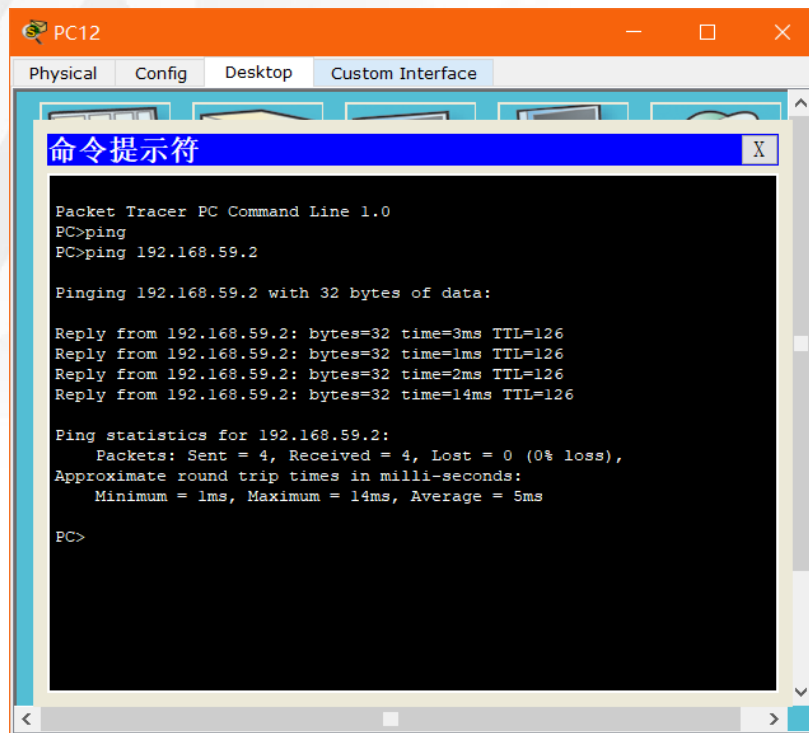 PC12
Physical Config Desktop Custom Interface
命令提示符 X
Packet Tracer PC Command Line 1.0
PC>ping
PC>ping 192.168.59.2
Pinging 192.168.59.2 with 32 bytes of data:
Reply from 192.168.59.2: bytes=32 time=3ms TTL=126
Reply from 192.168.59.2: bytes=32 time=1ms TTL=126
Reply from 192.168.59.2: bytes=32 time=2ms TTL=126
Reply from 192.168.59.2: bytes=32 time=14ms TTL=126
Ping statistics for 192.168.59.2:
Packets: Sent = 4, Received = 4, Lost = 0 (0% loss),
Approximate round trip times in milli-seconds:
Minimum = 1ms, Maximum = 14ms, Average = 5ms
PC>